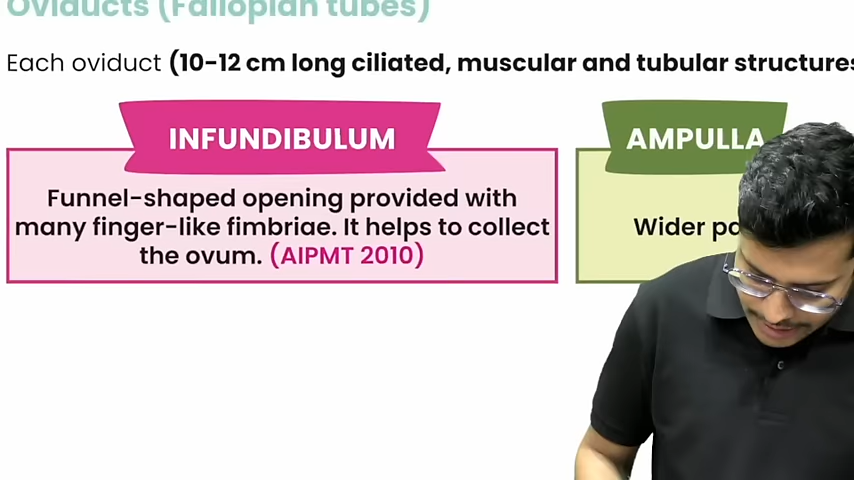 Oviducts (Fallopian tubes)
Each oviduct (10-12 cm long ciliated, muscular and tubular structures
INFUNDIBULUM
Funnel-shaped opening provided with
many finger-like fimbriae. It helps to collect
the ovum. (AIPMT 2010)
AMPULLA
Wider